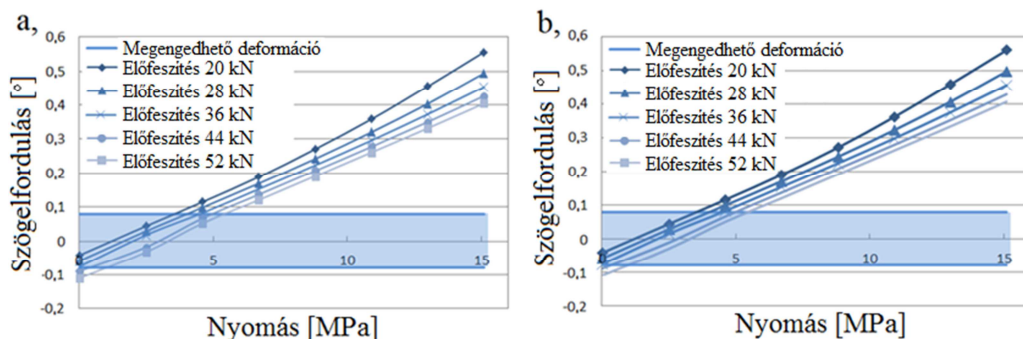 a,
Szögelfordulás [°]
0,6
0,5
0,4
0,3
0,2
0,1
0
-0,1
-0,2
Megengedhető deformáció
Előfeszítés 20 kN
Előfeszítés 28 kN
Előfeszítés 36 kN
Előfeszítés 44 kN
Előfeszítés 52 kN
0
5
10
15
Nyomás [MPa]
b,
Szögelfordulás [°]
0,6
0,5
0,4
0,3
0,2
0,1
0
-0,1
-0,2
Megengedhető deformáció
Előfeszítés 20 kN
Előfeszítés 28 kN
Előfeszítés 36 kN
Előfeszítés 44 kN
Előfeszítés 52 kN
0
5
10
15
Nyomás [MPa]